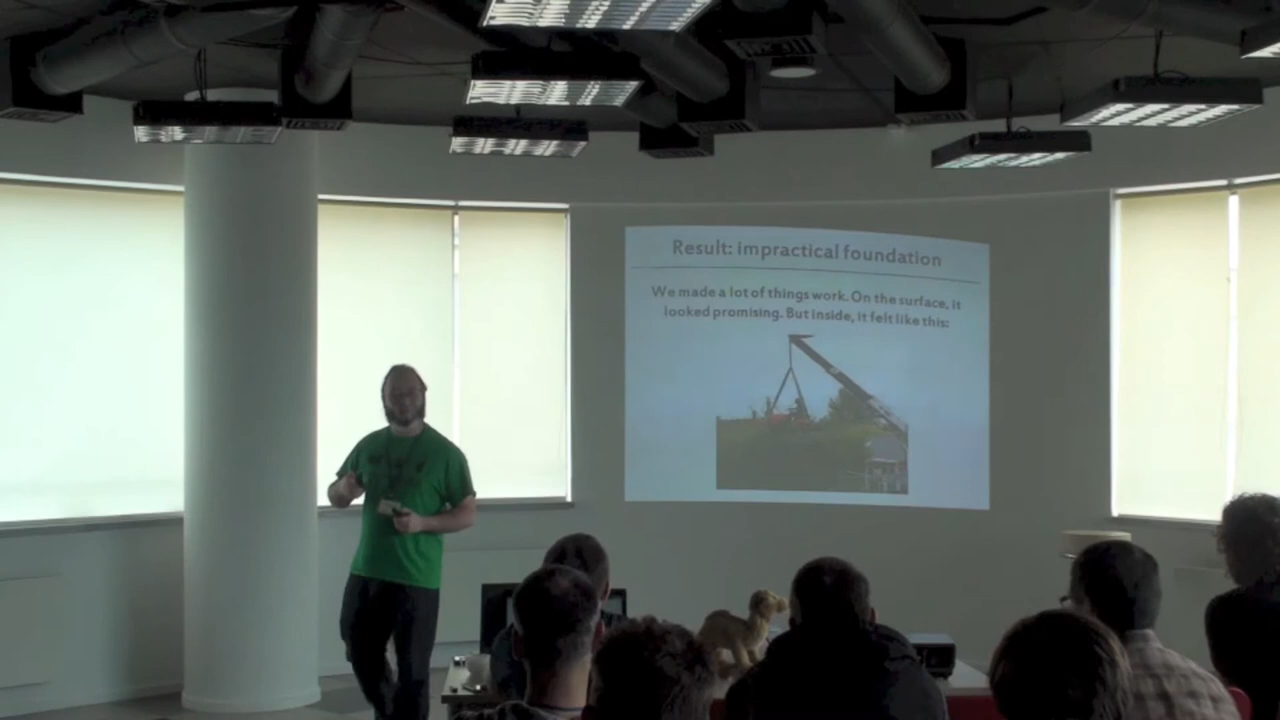 Result: impractical foundation
We made a lot of things work. On the surface, it
looked promising. But inside, it felt like this: